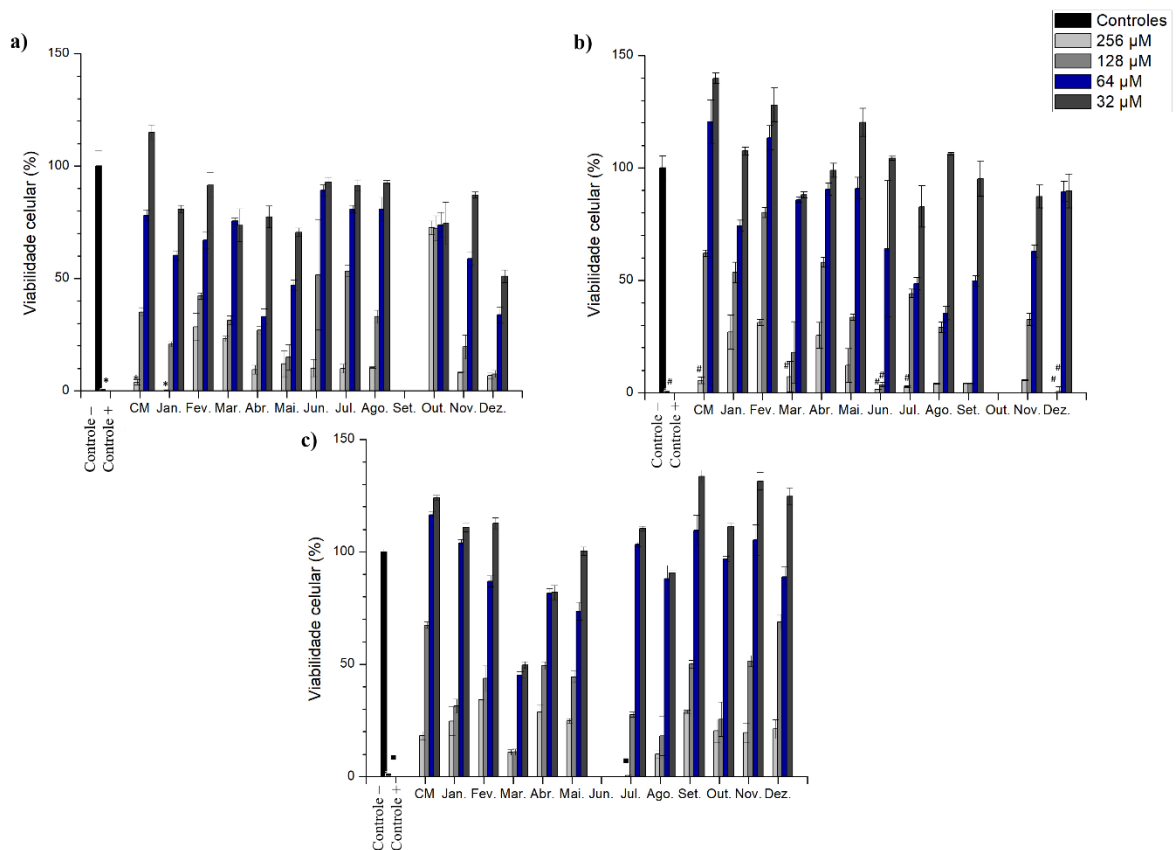 Controles
256 µM
128 µM
64 µM
32 µM
a)
Viabilidade celular (%)
150
100
50
0
*
*
*
Controle −
Controle +
CM Jan. Fev. Mar. Abr. Mai. Jun. Jul. Ago. Set. Out. Nov. Dez.
b)
Viabilidade celular (%)
150
100
50
0
#
#
#
#
#
#
#
#
Controle −
Controle +
CM Jan. Fev. Mar. Abr. Mai. Jun. Jul. Ago. Set. Out. Nov. Dez.
c)
Viabilidade celular (%)
150
100
50
0
Controle −
Controle +
CM Jan. Fev. Mar. Abr. Mai. Jun. Jul. Ago. Set. Out. Nov. Dez.